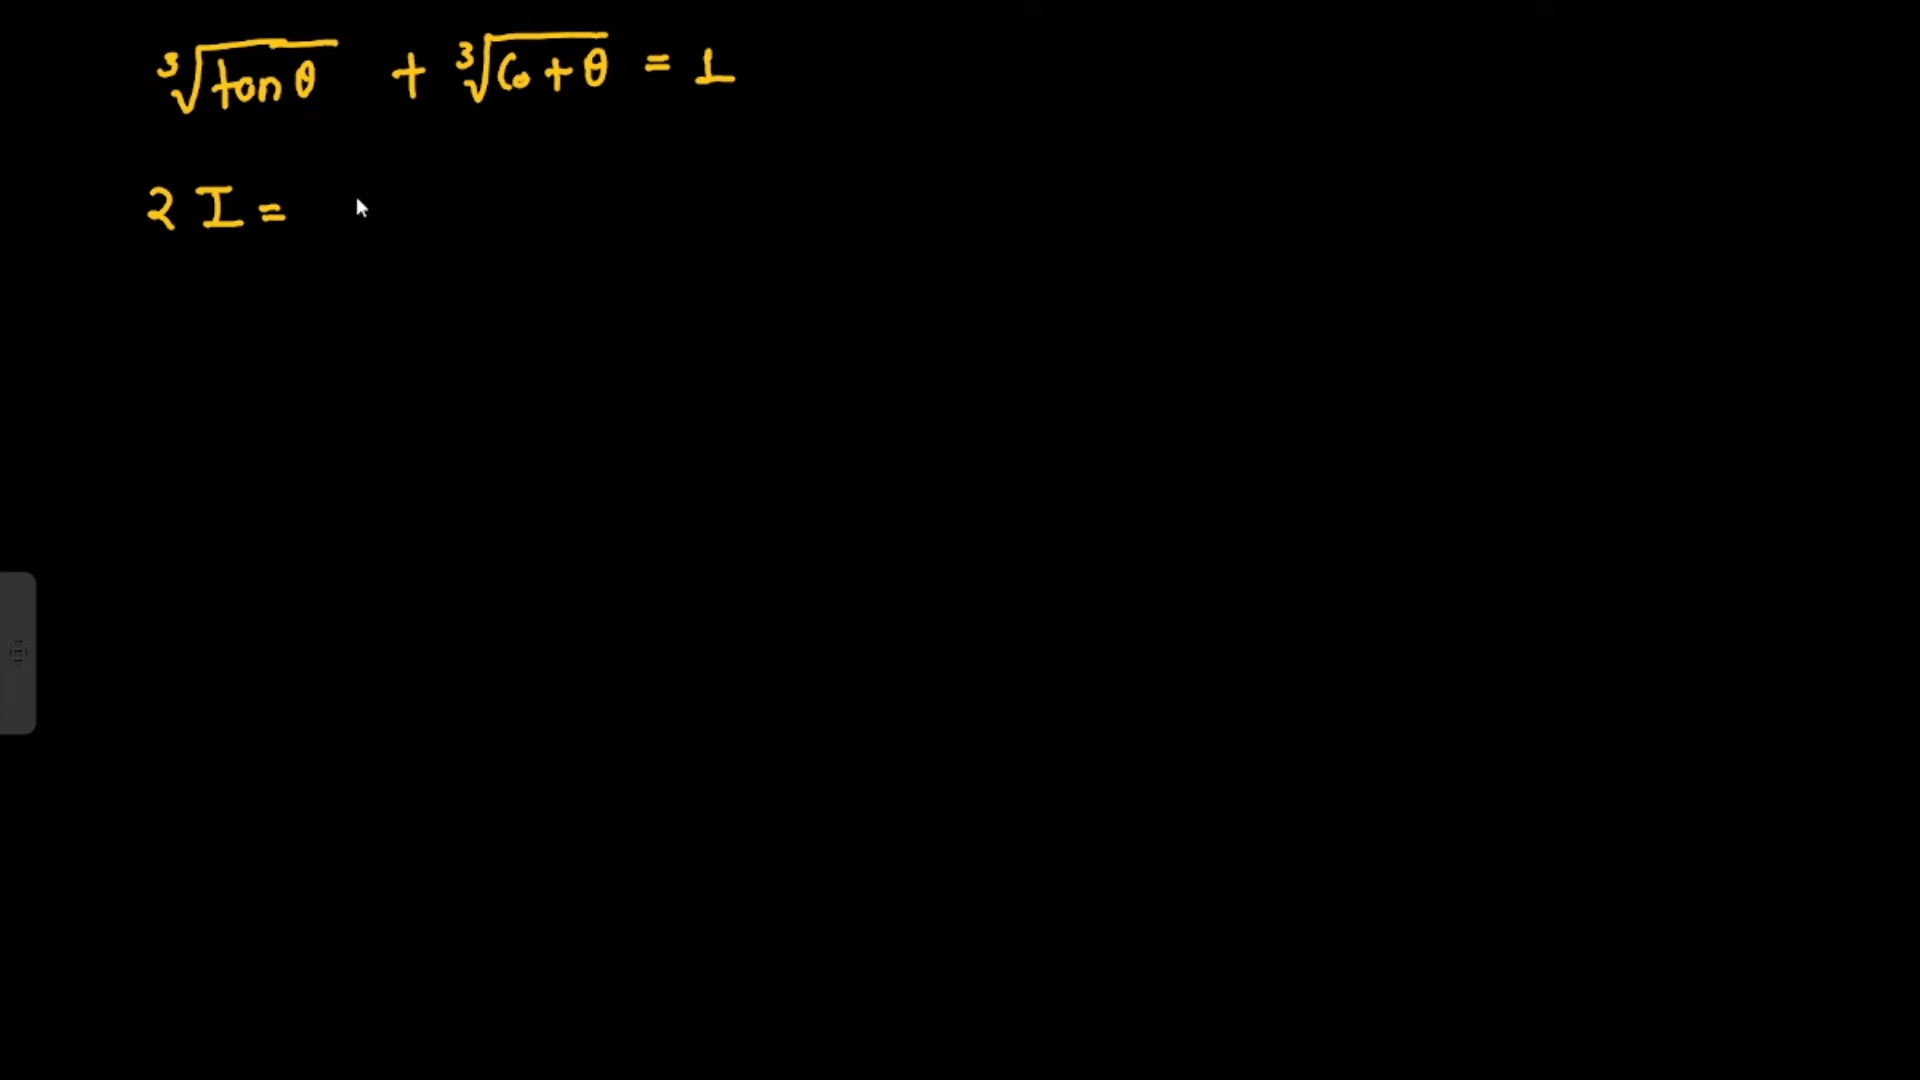 ∛tan θ + ∛cot θ = 1
2 I =